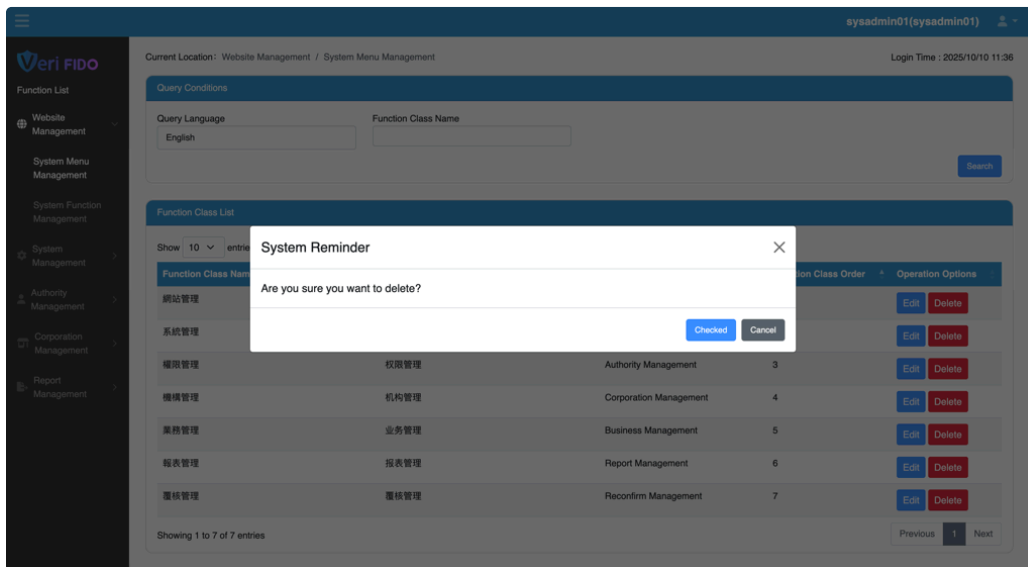 sysadmin01(sysadmin01)
Veri FIDO
Function List
Website Management
System Menu Management
System Function Management
System Management
Authority Management
Corporation Management
Report Management
Current Location: Website Management / System Menu Management
Login Time : 2025/10/10 11:36
Query Conditions
Query Language
Function Class Name
English
Search
Function Class List
Show 10 entrie
System Reminder
Are you sure you want to delete?
Checked Cancel
Function Class Nam
tion Class Order
Operation Options
網站管理 Edit Delete
系統管理 Edit Delete
權限管理 权限管理 Authority Management 3 Edit Delete
機構管理 机构管理 Corporation Management 4 Edit Delete
業務管理 业务管理 Business Management 5 Edit Delete
報表管理 报表管理 Report Management 6 Edit Delete
覆核管理 覆核管理 Reconfirm Management 7 Edit Delete
Showing 1 to 7 of 7 entries
Previous 1 Next